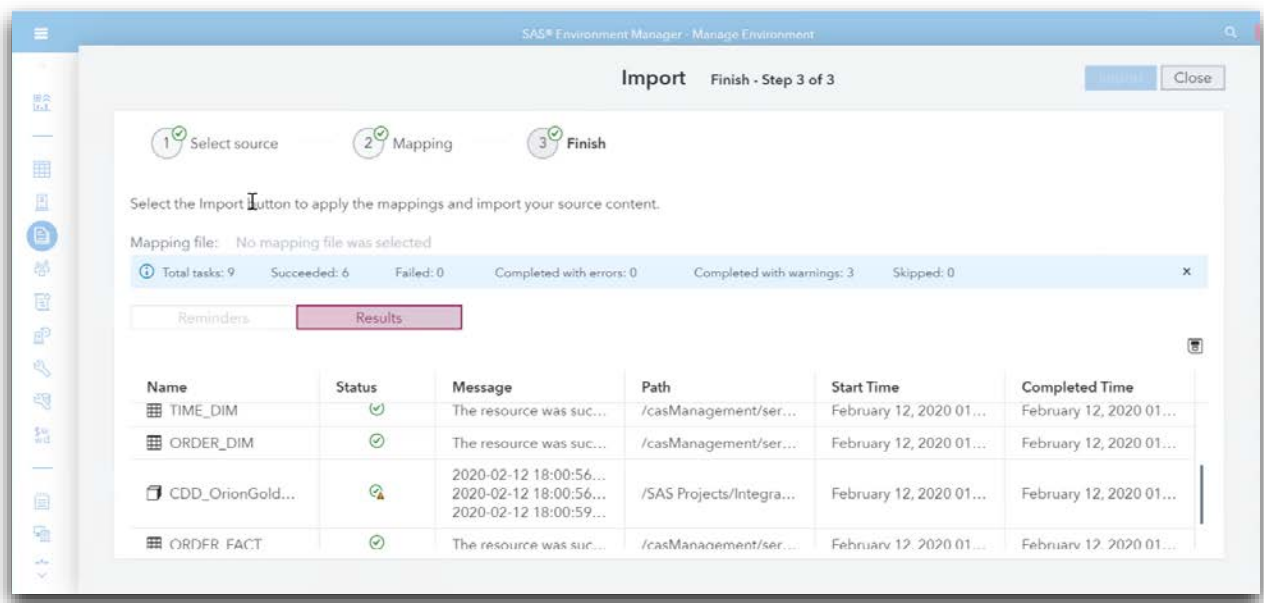 SAS® Environment Manager - Manage Environment
Import Finish - Step 3 of 3 Import Close
1 Select source 2 Mapping 3 Finish
Select the Import button to apply the mappings and import your source content.
Mapping file: No mapping file was selected
Total tasks: 9 Succeeded: 6 Failed: 0 Completed with errors: 0 Completed with warnings: 3 Skipped: 0
Reminders Results
Name Status Message Path Start Time Completed Time
TIME_DIM The resource was suc... /casManagement/ser... February 12, 2020 01... February 12, 2020 01...
ORDER_DIM The resource was suc... /casManagement/ser... February 12, 2020 01... February 12, 2020 01...
2020-02-12 18:00:56...
CDD_OrionGold... 2020-02-12 18:00:56... /SAS Projects/Integra... February 12, 2020 01... February 12, 2020 01...
2020-02-12 18:00:59...
ORDER_FACT The resource was suc... /casManagement/ser... February 12, 2020 01... February 12, 2020 01...